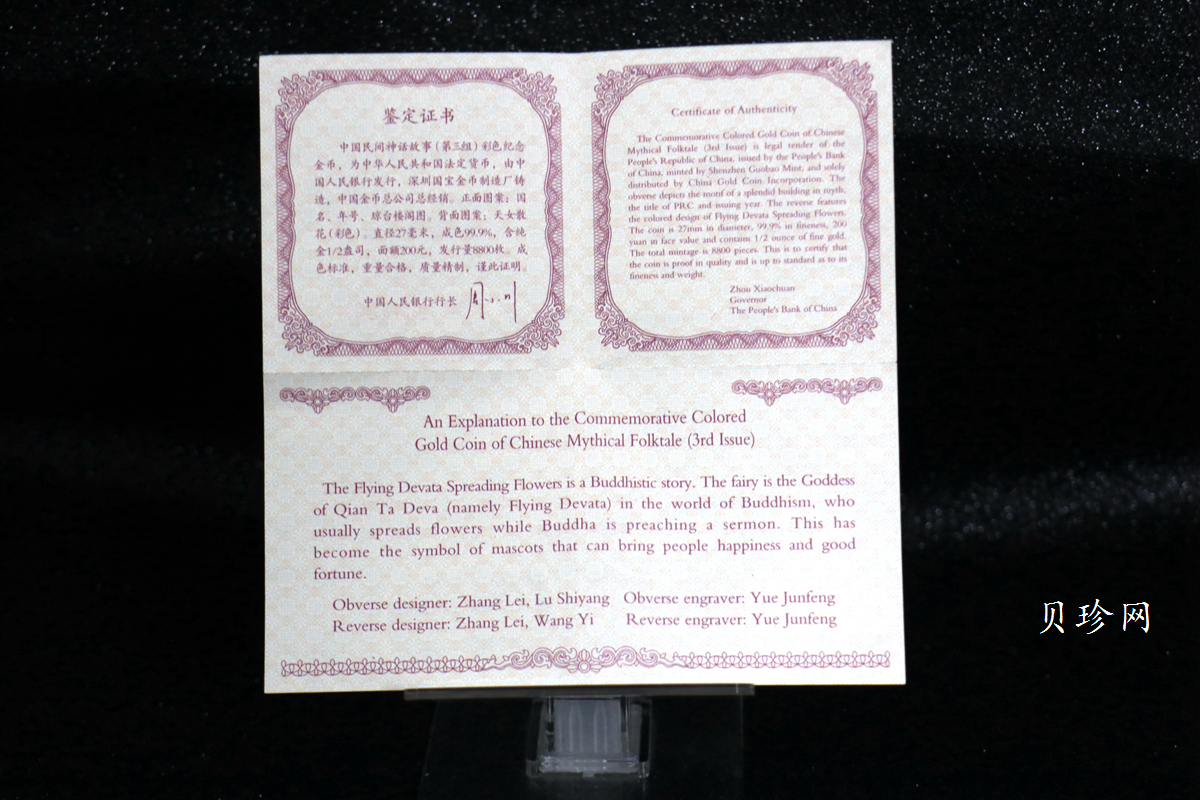 鉴定证书
中国民间神话故事(第三组)彩色纪念
金币，为中华人民共和国法定货币，由中
国人民银行发行，深圳国宝金币制造厂铸
造，中国金币总公司总经销。正面图案：国
名、年号、琼台楼阁图。背面图案：天女散
花(彩色)。直径27毫米，成色99.9%，含纯
金1/2盎司，面额200元，发行量8800枚。成
色标准，重量合格，质量精制，谨此证明。
中国人民银行行长
Certificate of Authenticity
The Commemorative Colored Gold Coin of Chinese
Mythical Folktale (3rd Issue) is legal tender of the
People's Republic of China, issued by the People's Bank
of China, minted by Shenzhen Guobao Mint, and solely
distributed by China Gold Coin Incorporation. The
obverse depicts the motif of a splendid building in myth,
the title of PRC and issuing year. The reverse features
the colored design of Flying Devata Spreading Flowers.
The coin is 27mm in diameter, 99.9% in fineness, 200
yuan in face value and contains 1/2 ounce of fine gold.
The total mintage is 8800 pieces. This is to certify that
the coin is proof in quality and is up to standard as to its
fineness and weight.
Zhou Xiaochuan
Governor
The People's Bank of China
An Explanation to the Commemorative Colored
Gold Coin of Chinese Mythical Folktale (3rd Issue)
The Flying Devata Spreading Flowers is a Buddhistic story. The fairy is the Goddess
of Qian Ta Deva (namely Flying Devata) in the world of Buddhism, who
usually spreads flowers while Buddha is preaching a sermon. This has
become the symbol of mascots that can bring people happiness and good
fortune.
Obverse designer: Zhang Lei, Lu Shiyang Obverse engraver: Yue Junfeng
Reverse designer: Zhang Lei, Wang Yi Reverse engraver: Yue Junfeng
贝珍网